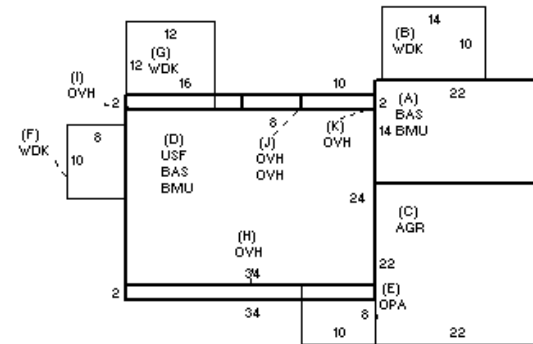 14
(B)
WDK
10
12
(G)
12 WDK
16
10
22
(I)
OVH
2
2
(A)
BAS
BMU
14
8
(K)
OVH
(J)
OVH
OVH
(F)
WDK
8
10
(D)
USF
BAS
BMU
24
(C)
AGR
(H)
OVH
34
22
2
34
(E)
OPA
8
10
22